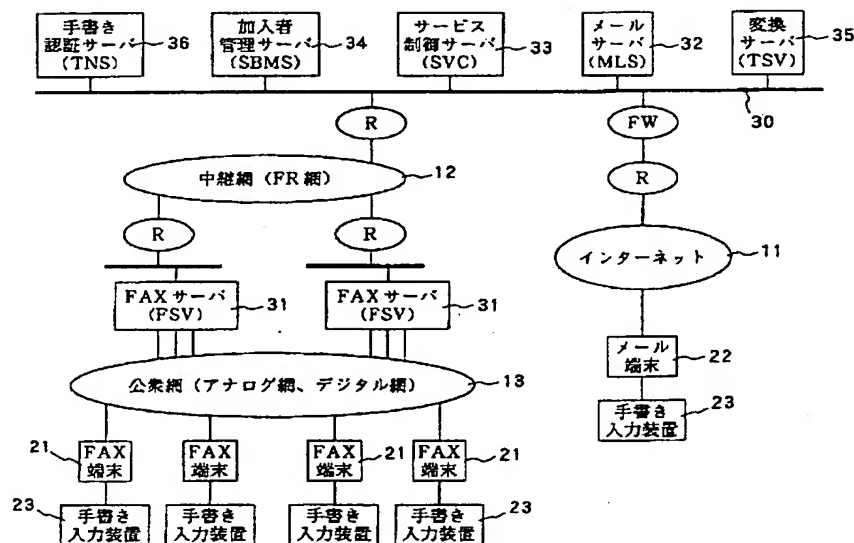 手書き
認証サーバ
(TNS)
36
加入者
管理サーバ
(SBMS)
34
サービス
制御サーバ
(SVC)
33
メール
サーバ
(MLS)
32
変換
サーバ
(TSV)
35
30
R
FW
中継網（FR網）
12
R
R
R
インターネット
11
FAXサーバ
(FSV)
31
FAXサーバ
(FSV)
31
公衆網（アナログ網、デジタル網）
13
メール
端末
22
手書き
入力装置
23
21
FAX
端末
FAX
端末
FAX
端末
21
FAX
端末
21
23
手書き
入力装置
手書き
入力装置
手書き
入力装置
手書き
入力装置
23